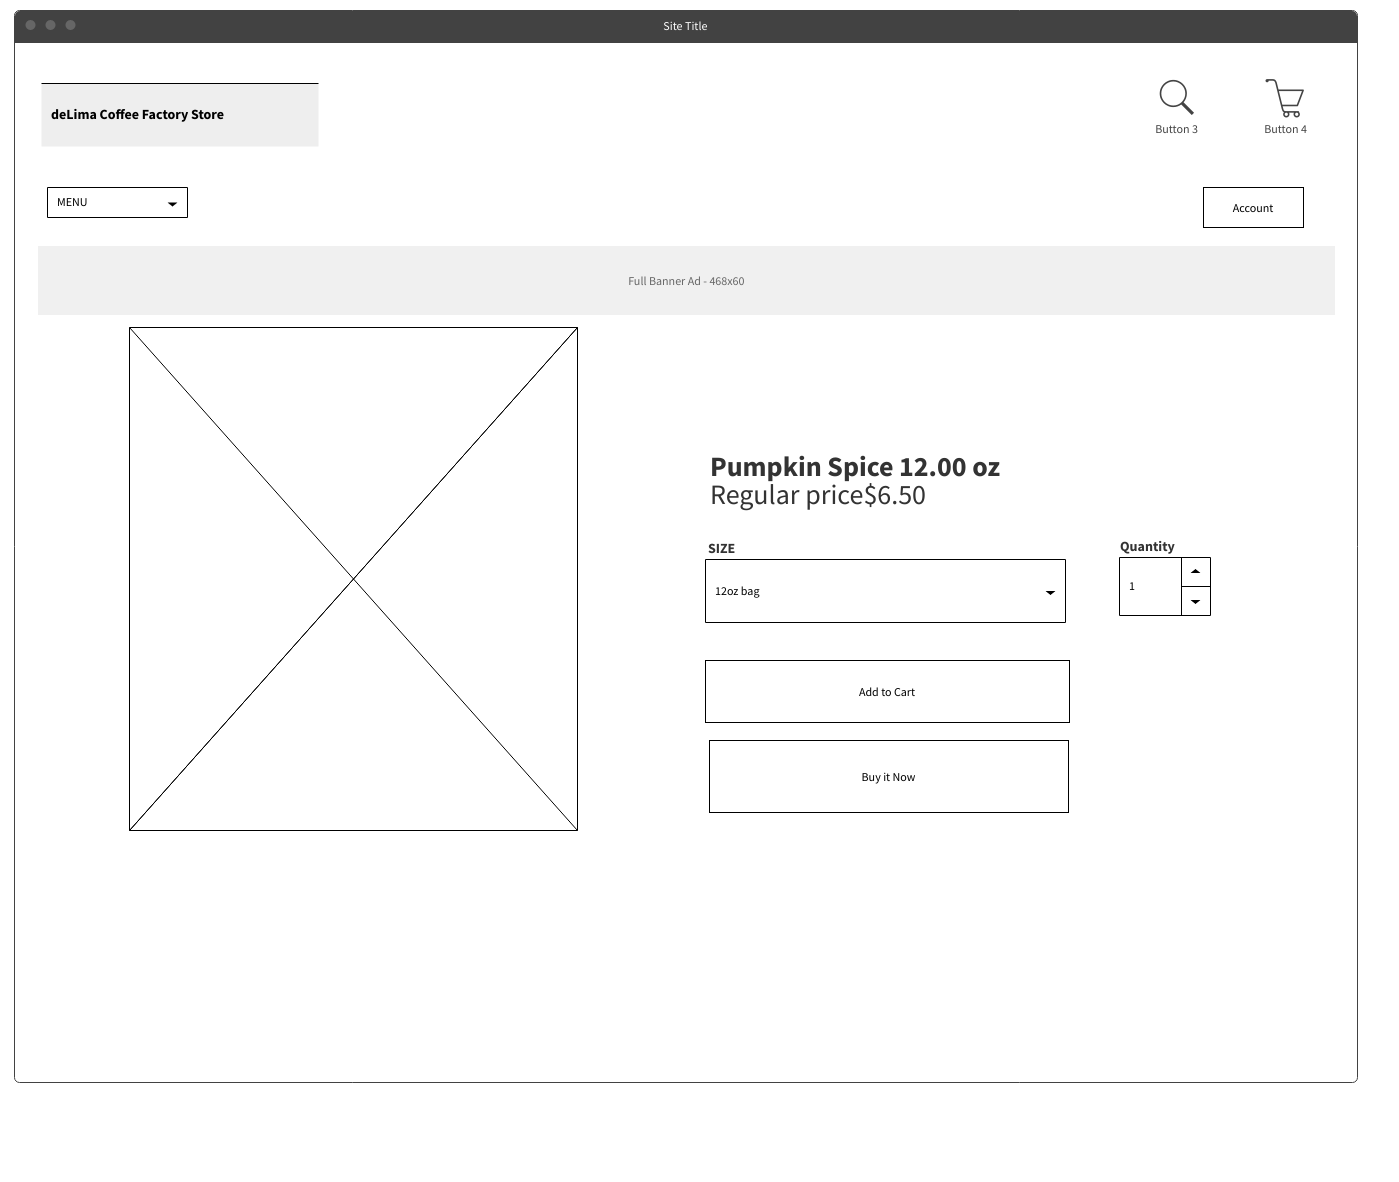 Site Title
deLima Coffee Factory Store
Button 3
Button 4
MENU
Account
Full Banner Ad - 468x60
Pumpkin Spice 12.00 oz
Regular price$6.50
SIZE
Quantity
12oz bag
1
Add to Cart
Buy it Now